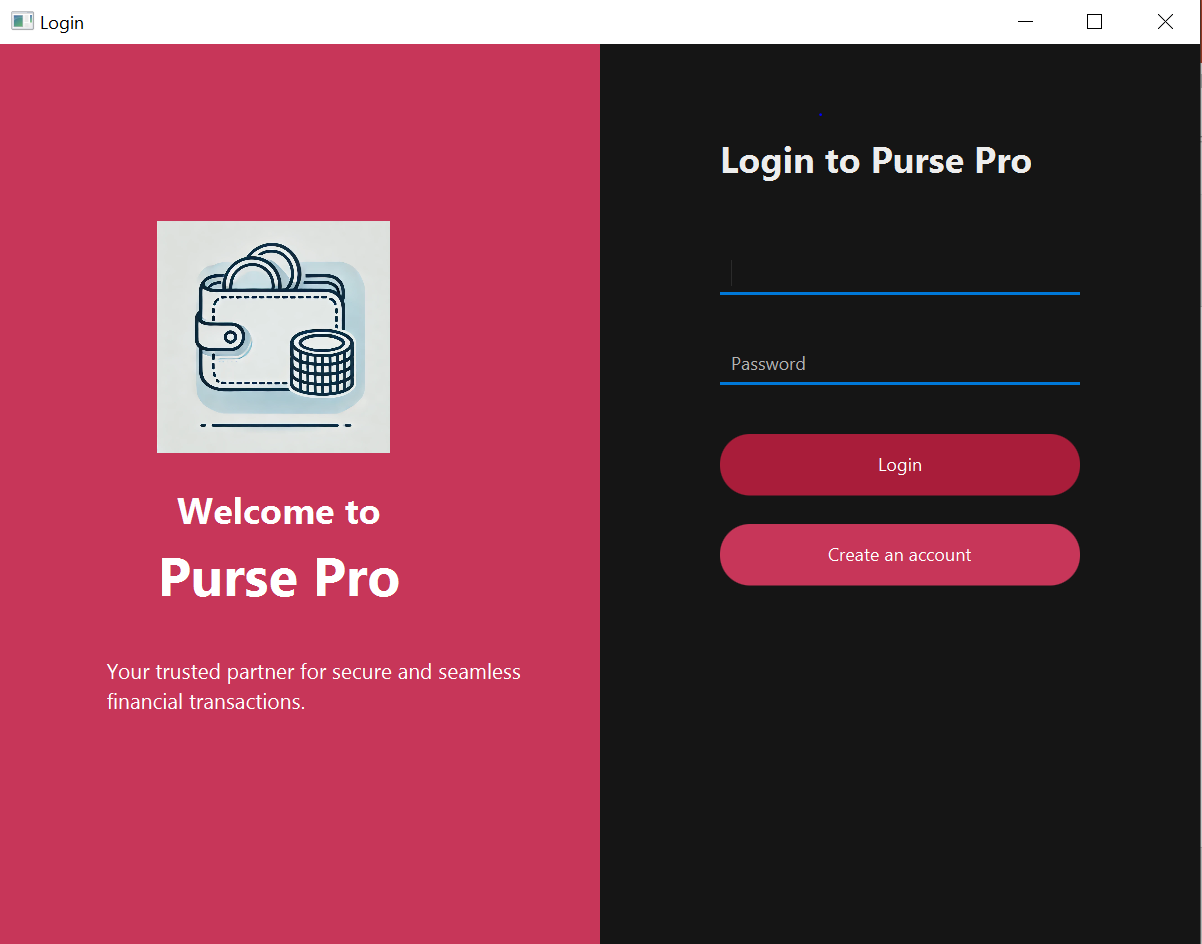 Login
Welcome to
Purse Pro
Your trusted partner for secure and seamless
financial transactions.
Login to Purse Pro
Password
Login
Create an account